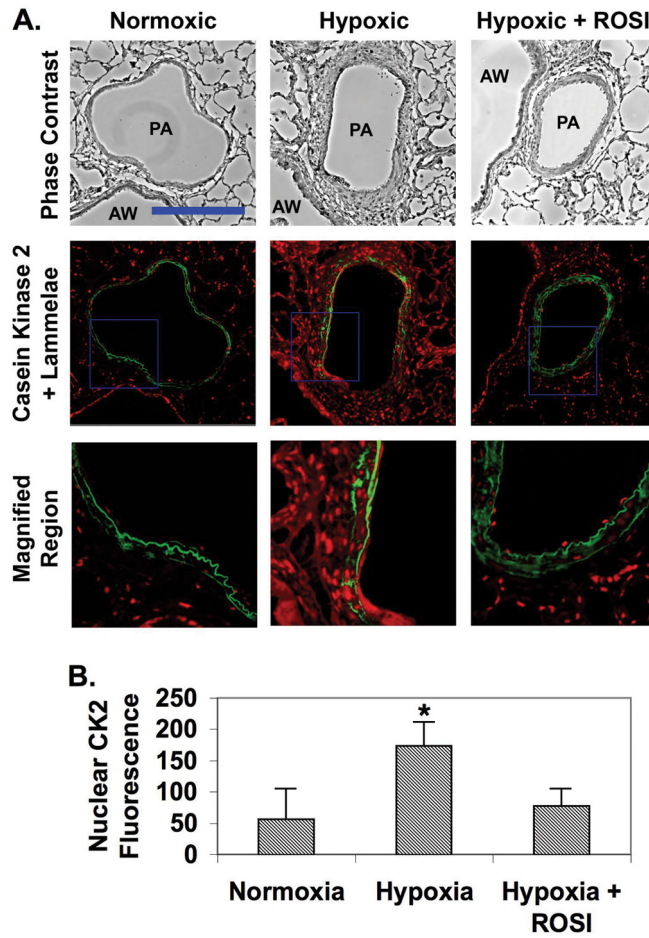 A.
Normoxic
Hypoxic
Hypoxic + ROSI
Phase Contrast
PA
AW
PA
AW
AW
PA
Casein Kinase 2
+ Lammelae
Magnified
Region
B.
Nuclear CK2
Fluorescence
250
200
150
100
50
0
*
Normoxia
Hypoxia
Hypoxia +
ROSI